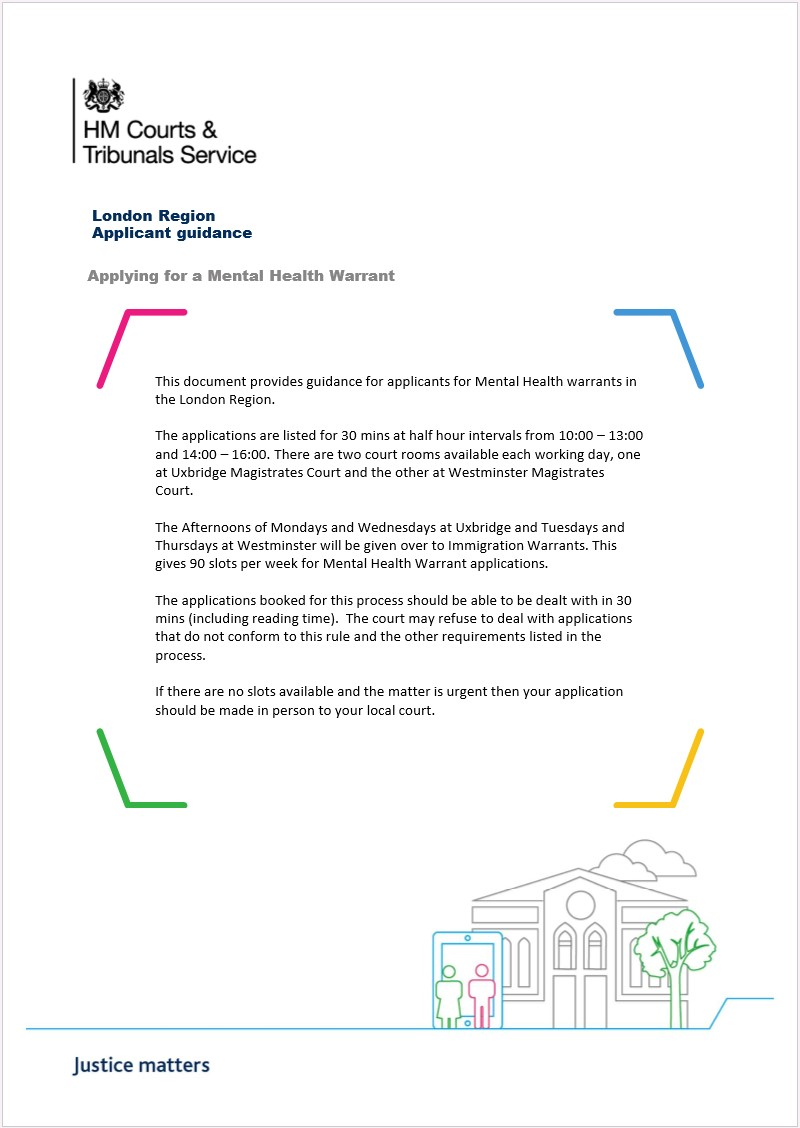 HM Courts &
Tribunals Service
London Region
Applicant guidance
Applying for a Mental Health Warrant
This document provides guidance for applicants for Mental Health warrants in
the London Region.
The applications are listed for 30 mins at half hour intervals from 10:00 – 13:00
and 14:00 – 16:00. There are two court rooms available each working day, one
at Uxbridge Magistrates Court and the other at Westminster Magistrates
Court.
The Afternoons of Mondays and Wednesdays at Uxbridge and Tuesdays and
Thursdays at Westminster will be given over to Immigration Warrants. This
gives 90 slots per week for Mental Health Warrant applications.
The applications booked for this process should be able to be dealt with in 30
mins (including reading time).  The court may refuse to deal with applications
that do not conform to this rule and the other requirements listed in the
process.
If there are no slots available and the matter is urgent then your application
should be made in person to your local court.
Justice matters